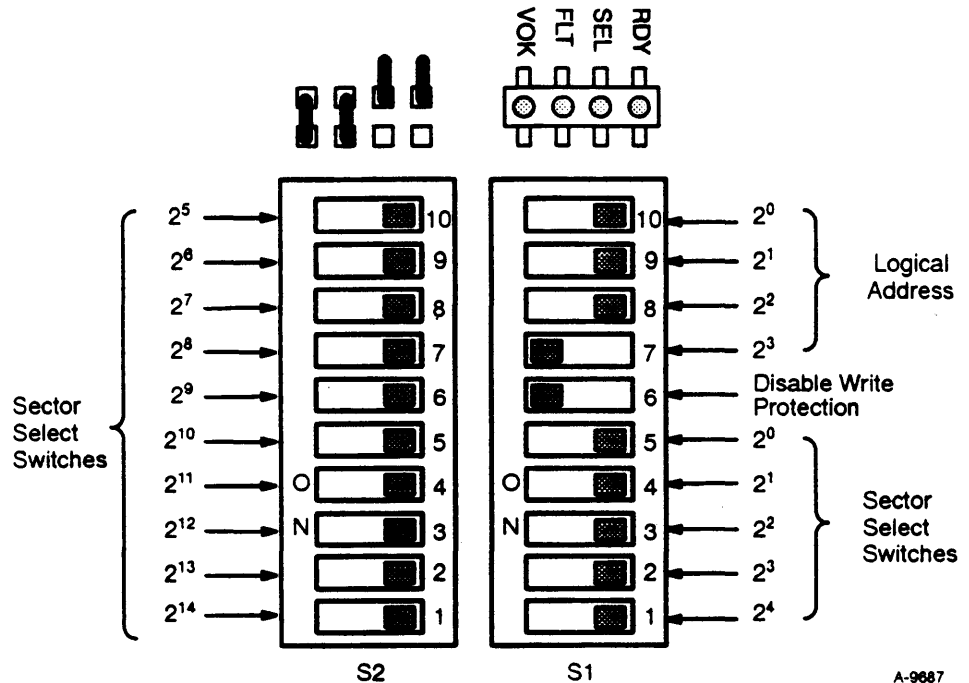 VOK FLT SEL RDY
2⁵ 10 10 2⁰
2⁶ 9 9 2¹
2⁷ 8 8 2²
2⁸ 7 7 2³
Logical
Address
2⁹ 6 6 Disable Write
Protection
2¹⁰ 5 5 2⁰
2¹¹ O 4 O 4 2¹
2¹² N 3 N 3 2²
2¹³ 2 2 2³
2¹⁴ 1 1 2⁴
Sector
Select
Switches
Sector
Select
Switches
S2 S1
A-9687